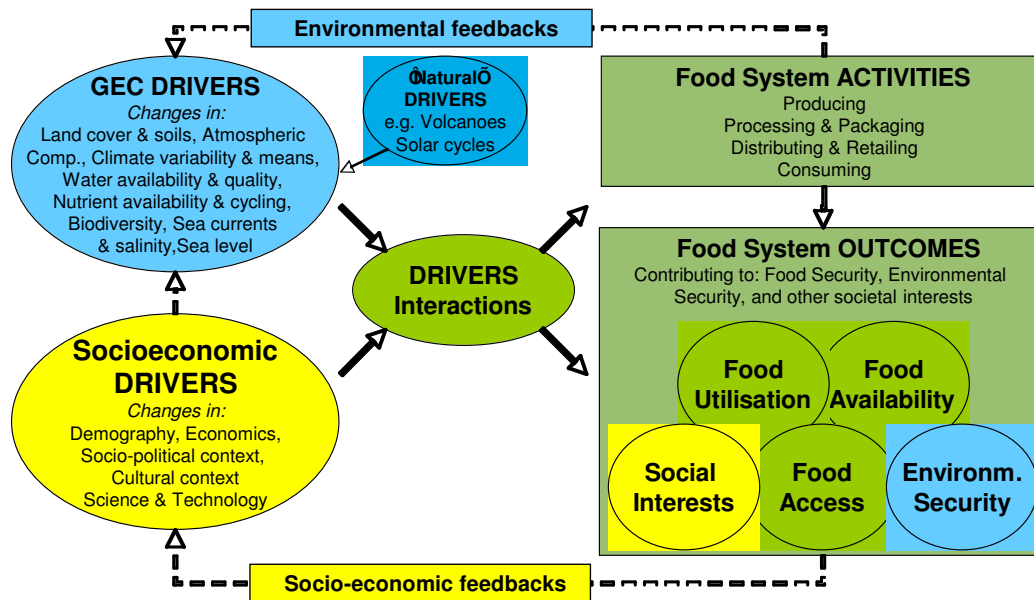 Environmental feedbacks
GEC DRIVERS
Changes in:
Land cover & soils, Atmospheric
Comp., Climate variability & means,
Water availability & quality,
Nutrient availability & cycling,
Biodiversity, Sea currents
& salinity,Sea level
ÔNaturalÕ
DRIVERS
e.g. Volcanoes
Solar cycles
Food System ACTIVITIES
Producing
Processing & Packaging
Distributing & Retailing
Consuming
DRIVERS
Interactions
Socioeconomic
DRIVERS
Changes in:
Demography, Economics,
Socio-political context,
Cultural context
Science & Technology
Food System OUTCOMES
Contributing to: Food Security, Environmental
Security, and other societal interests
Food
Utilisation
Food
Availability
Social
Interests
Food
Access
Environm.
Security
Socio-economic feedbacks